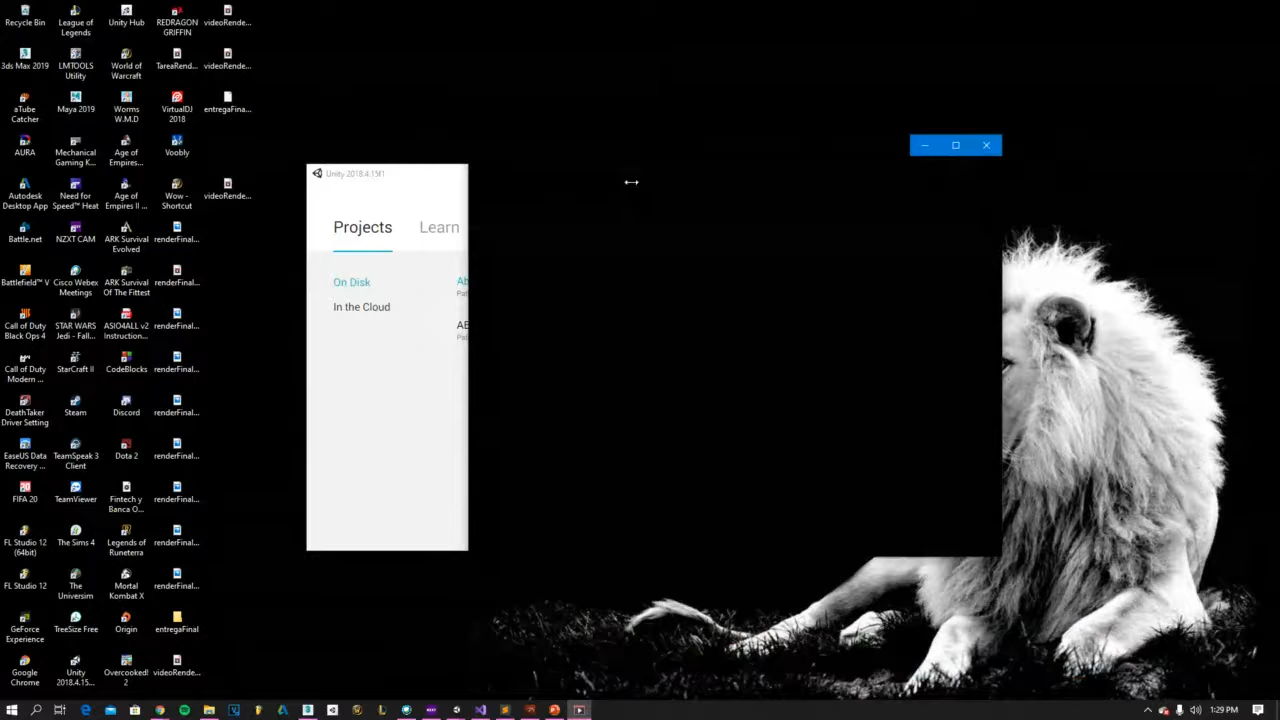 Recycle Bin
League of
Legends
Unity Hub
REDRAGON
GRIFFIN
videoRende...
3ds Max 2019
LMTOOLS
Utility
World of
Warcraft
TareaRend...
videoRende...
aTube
Catcher
Maya 2019
Worms
W.M.D
VirtualDJ
2018
entregaFina...
AURA
Mechanical
Gaming K...
Age of
Empires...
Voobly
Autodesk
Desktop App
Need for
Speed™ Heat
Age of
Empires II ...
Wow -
Shortcut
videoRende...
Battle.net
NZXT CAM
ARK Survival
Evolved
renderFinal...
Battlefield™ V
Cisco Webex
Meetings
ARK Survival
Of The Fittest
renderFinal...
Call of Duty
Black Ops 4
STAR WARS
Jedi - Fall...
ASIO4ALL v2
Instruction...
renderFinal...
Call of Duty
Modern ...
StarCraft II
CodeBlocks
renderFinal...
DeathTaker
Driver Setting
Steam
Discord
renderFinal...
EaseUS Data
Recovery ...
TeamSpeak 3
Client
Dota 2
renderFinal...
FIFA 20
TeamViewer
Fintech y
Banca O...
renderFinal...
FL Studio 12
(64bit)
The Sims 4
Legends of
Runeterra
renderFinal...
FL Studio 12
The
Universim
Mortal
Kombat X
renderFinal...
GeForce
Experience
TreeSize Free
Origin
entregaFinal
Google
Chrome
Unity
2018.4.15...
Overcooked!
2
videoRende...
Unity 2018.4.15f1
Projects
Learn
On Disk
In the Cloud
Ab
Pat
AB
Pat
1:29 PM